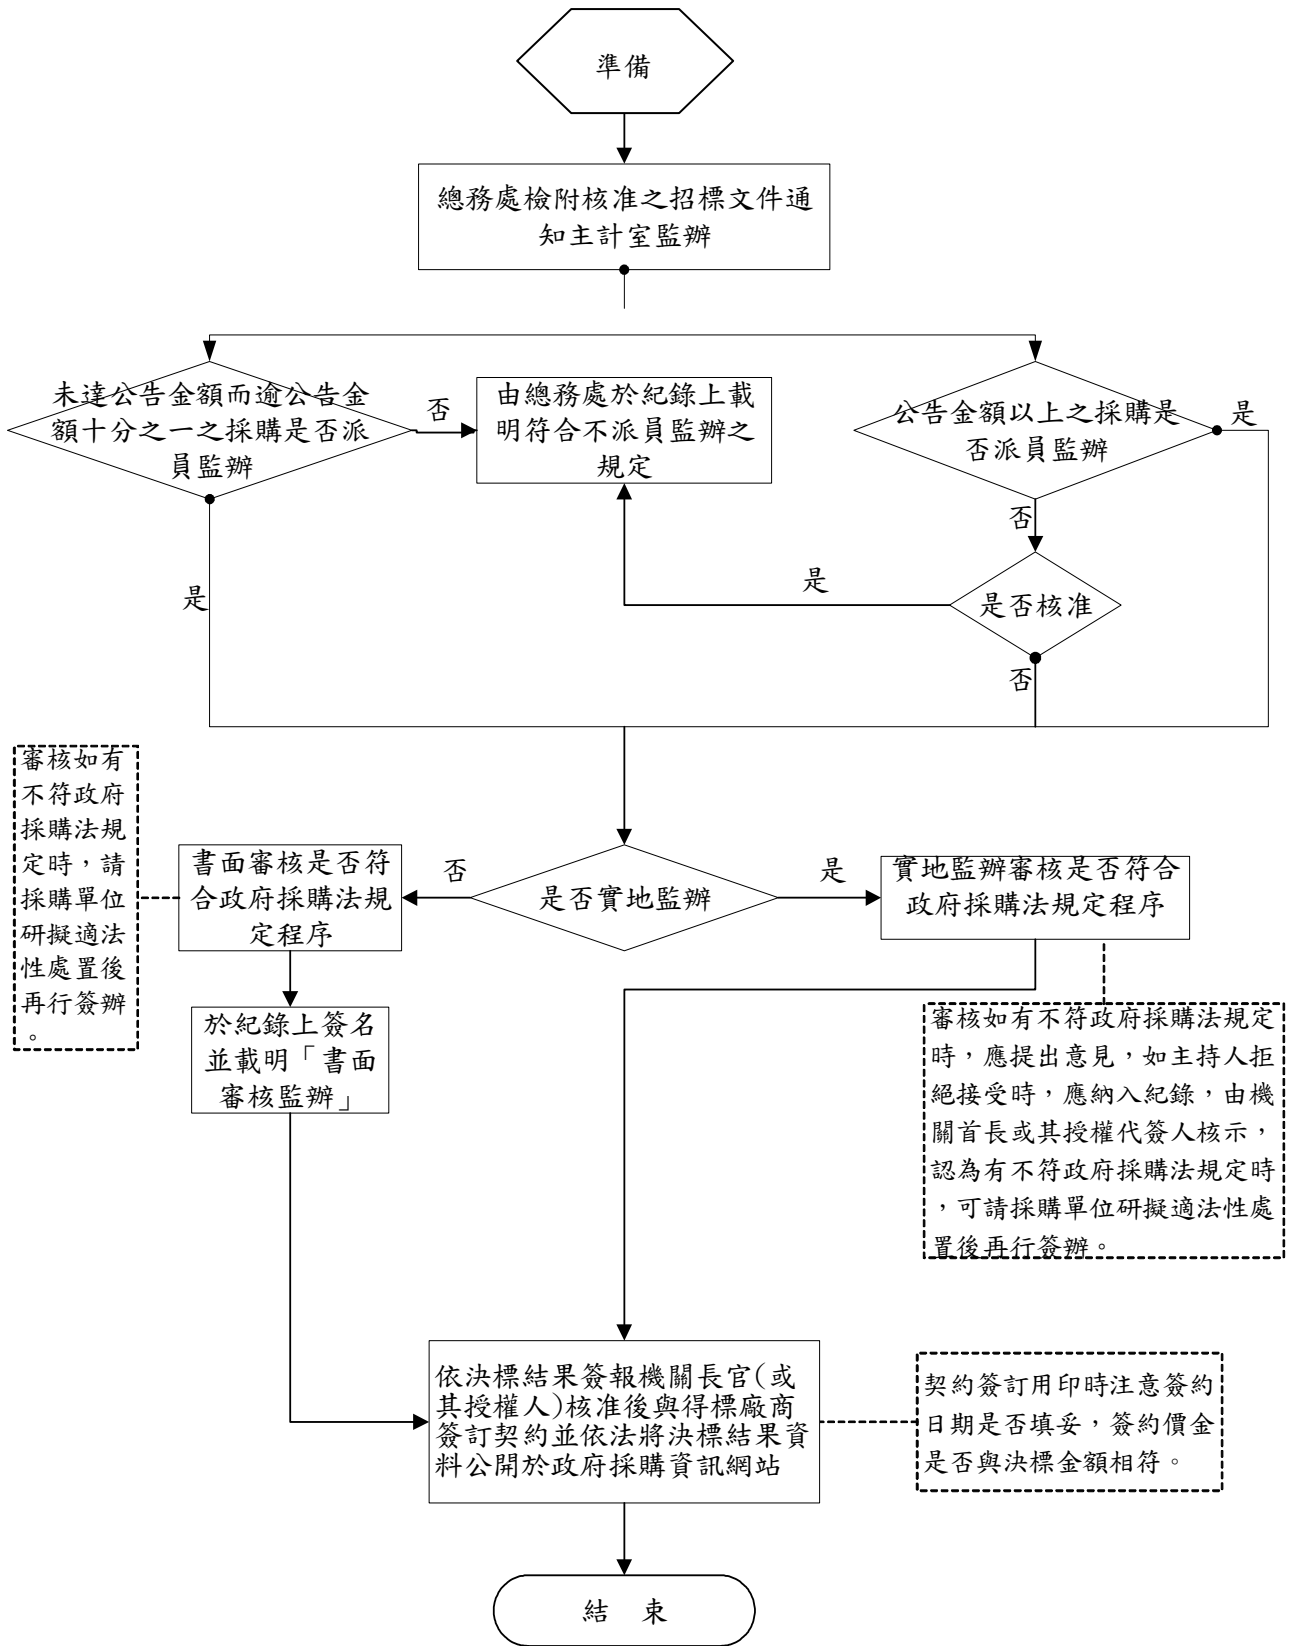 準備
總務處檢附核准之招標文件通
知主計室監辦
未達公告金額而逾公告金
額十分之一之採購是否派
員監辦
否
由總務處於紀錄上載
明符合不派員監辦之
規定
公告金額以上之採購是
否派員監辦
是
否
是
是
是否核准
否
審核如有
不符政府
採購法規
定時，請
採購單位
研擬適法
性處置後
再行簽辦
。
書面審核是否符
合政府採購法規
定程序
否
是否實地監辦
是
實地監辦審核是否符合
政府採購法規定程序
於紀錄上簽名
並載明「書面
審核監辦」
審核如有不符政府採購法規定
時，應提出意見，如主持人拒
絕接受時，應納入紀錄，由機
關首長或其授權代簽人核示，
認為有不符政府採購法規定時
，可請採購單位研擬適法性處
置後再行簽辦。
依決標結果簽報機關長官(或
其授權人)核准後與得標廠商
簽訂契約並依法將決標結果資
料公開於政府採購資訊網站
契約簽訂用印時注意簽約
日期是否填妥，簽約價金
是否與決標金額相符。
結　束